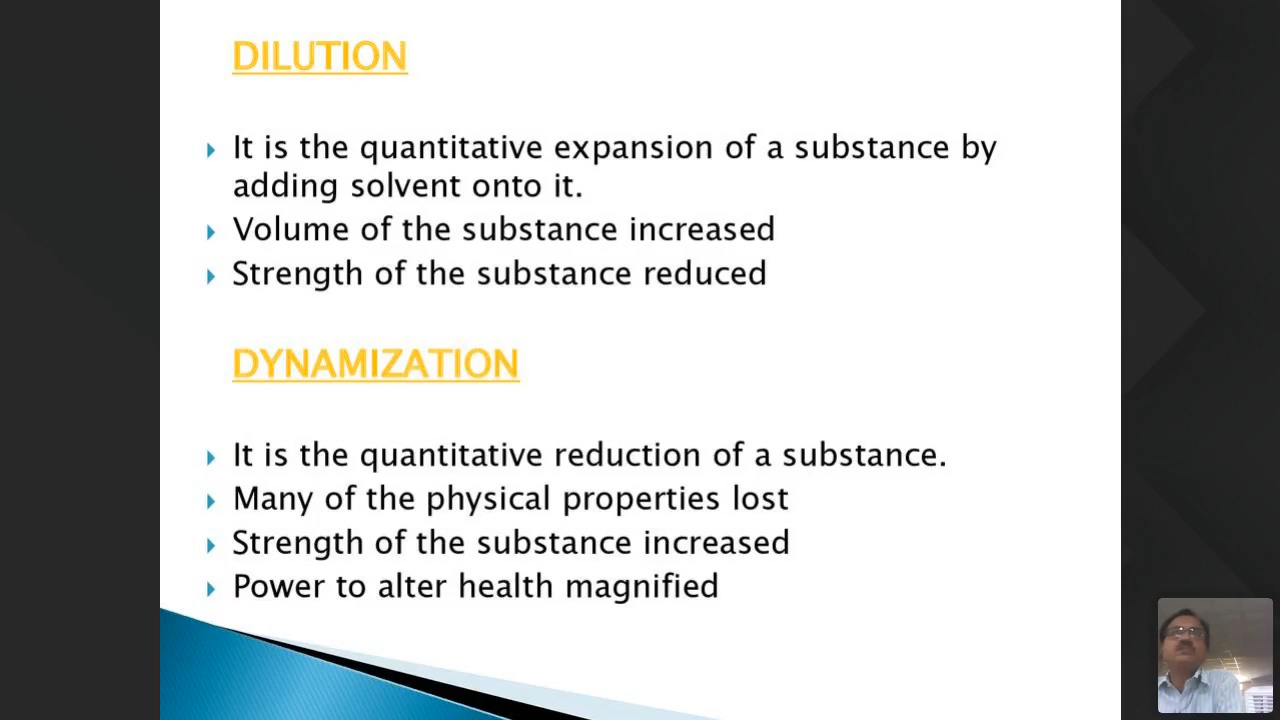 DILUTION
It is the quantitative expansion of a substance by
adding solvent onto it.
Volume of the substance increased
Strength of the substance reduced
DYNAMIZATION
It is the quantitative reduction of a substance.
Many of the physical properties lost
Strength of the substance increased
Power to alter health magnified